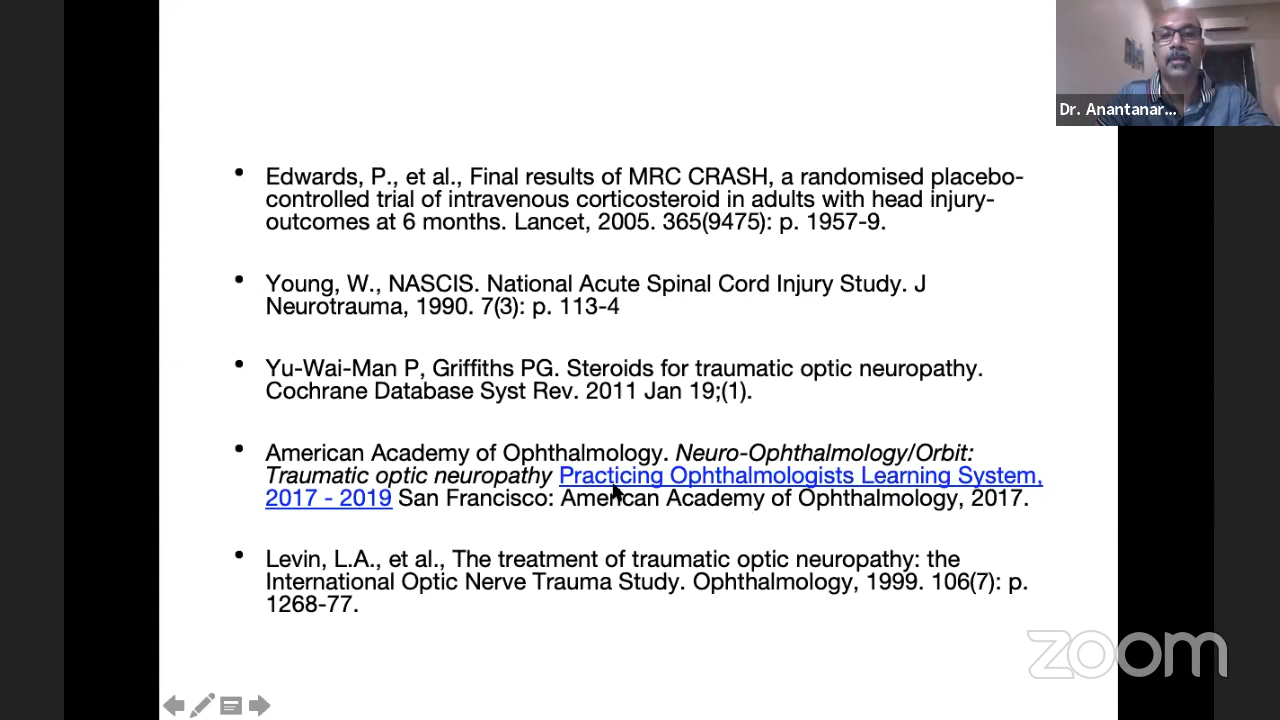 Dr. Anantanar...
• Edwards, P., et al., Final results of MRC CRASH, a randomised placebo-
controlled trial of intravenous corticosteroid in adults with head injury-
outcomes at 6 months. Lancet, 2005. 365(9475): p. 1957-9.
• Young, W., NASCIS. National Acute Spinal Cord Injury Study. J
Neurotrauma, 1990. 7(3): p. 113-4
• Yu-Wai-Man P, Griffiths PG. Steroids for traumatic optic neuropathy.
Cochrane Database Syst Rev. 2011 Jan 19;(1).
• American Academy of Ophthalmology. Neuro-Ophthalmology/Orbit:
Traumatic optic neuropathy Practicing Ophthalmologists Learning System,
2017 - 2019 San Francisco: American Academy of Ophthalmology, 2017.
• Levin, L.A., et al., The treatment of traumatic optic neuropathy: the
International Optic Nerve Trauma Study. Ophthalmology, 1999. 106(7): p.
1268-77.
zoom